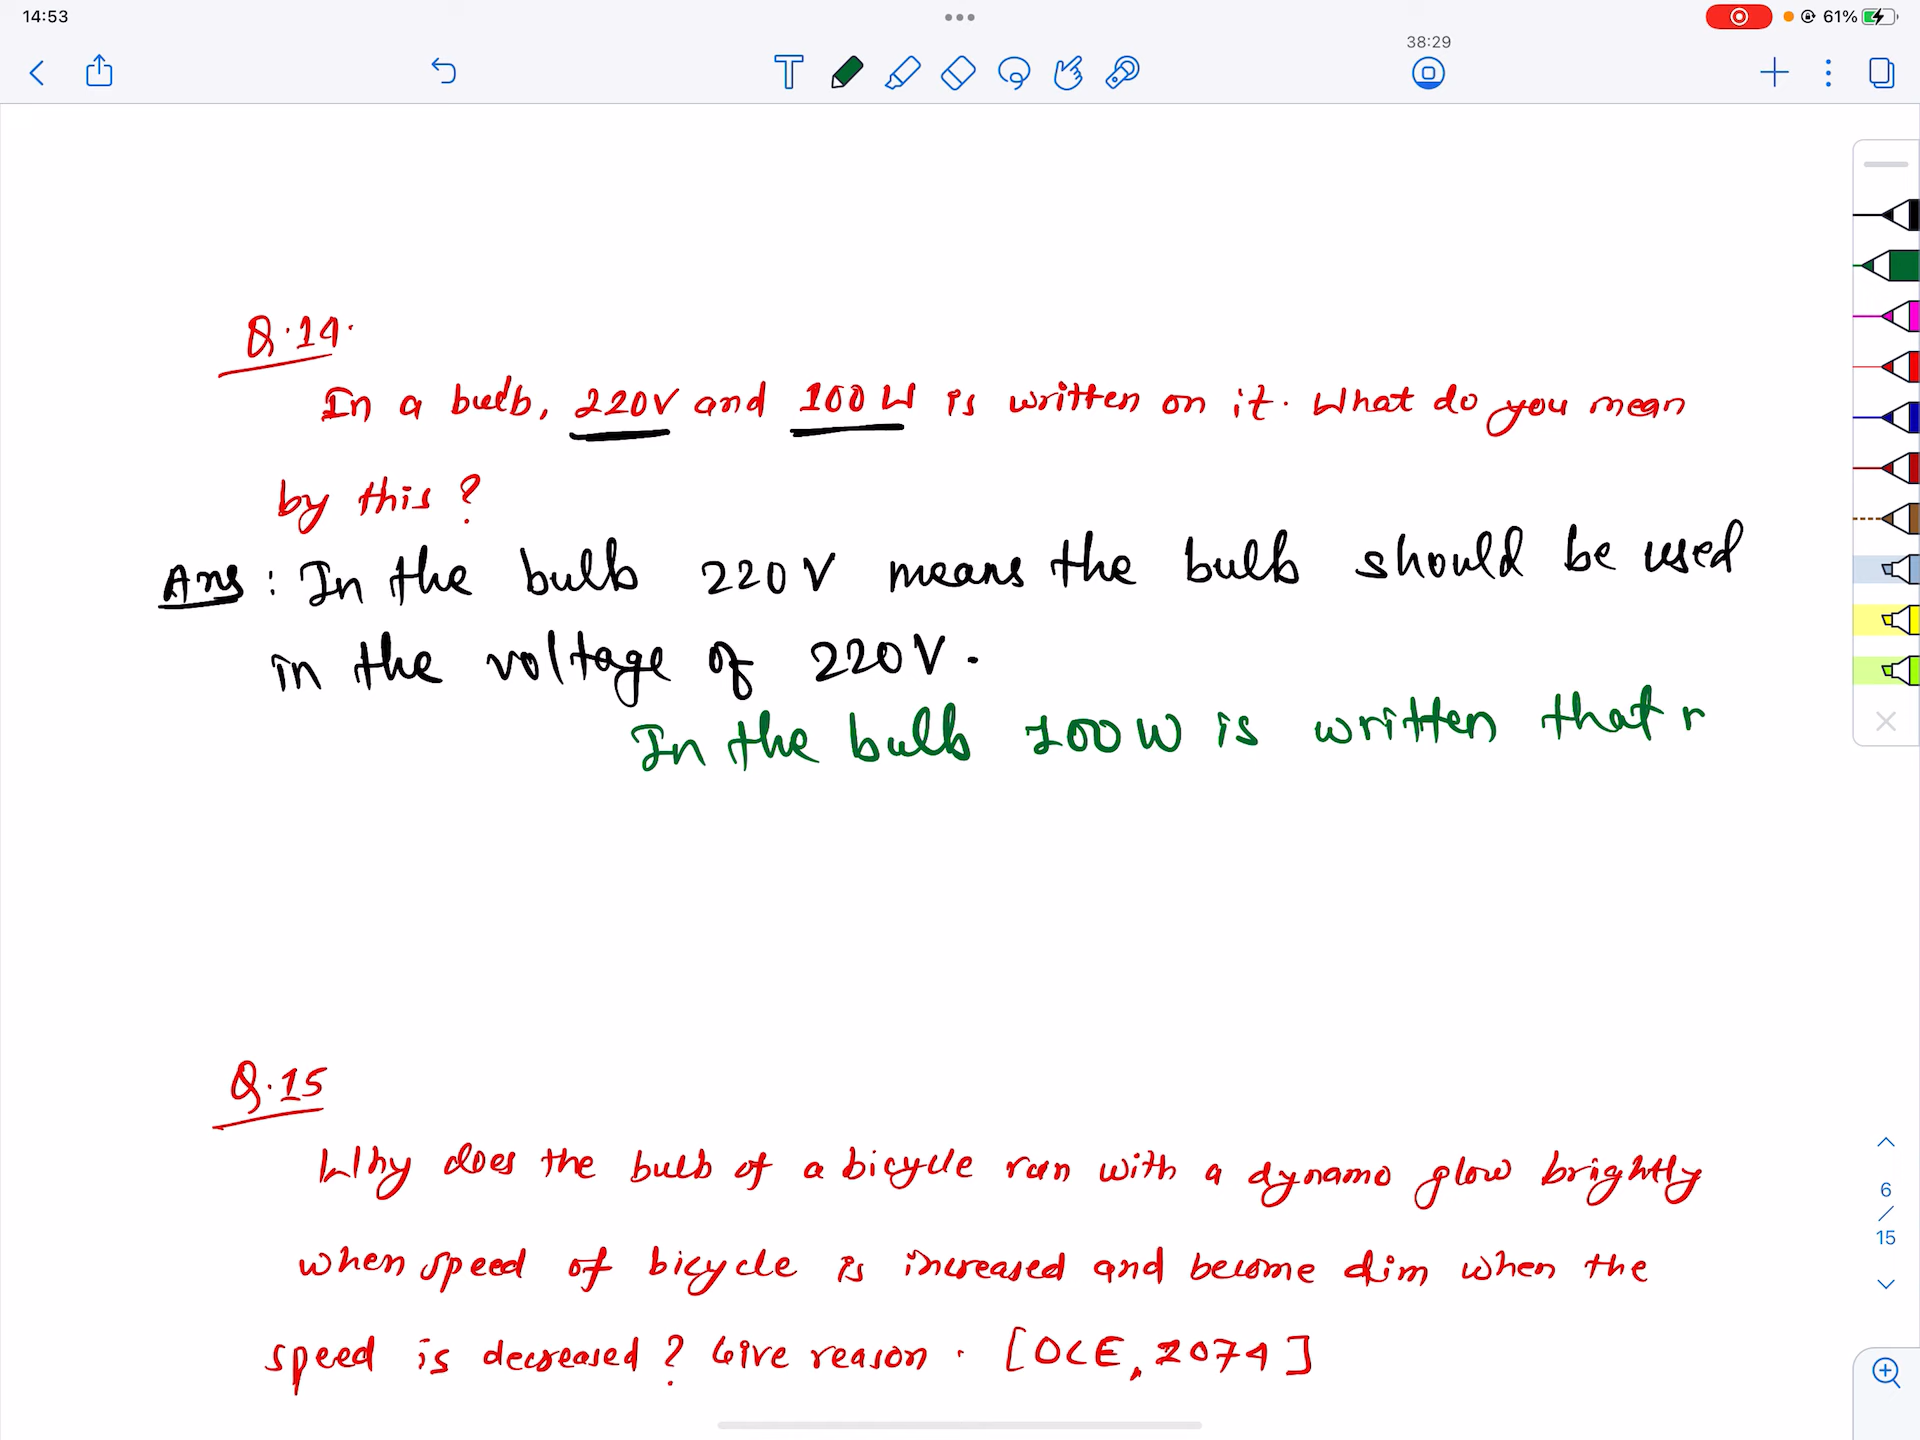 14:53
61%
38:29
Q.14.
In a bulb, 220V and 100W is written on it. What do you mean
by this?
Ans: In the bulb 220V means the bulb should be used
in the voltage of 220V.
In the bulb 100W is written that r
Q.15
Why does the bulb of a bicycle run with a dynamo glow brightly
when speed of bicycle is increased and become dim when the
speed is decreased? Give reason. [OLE, 2074]
6
/
15